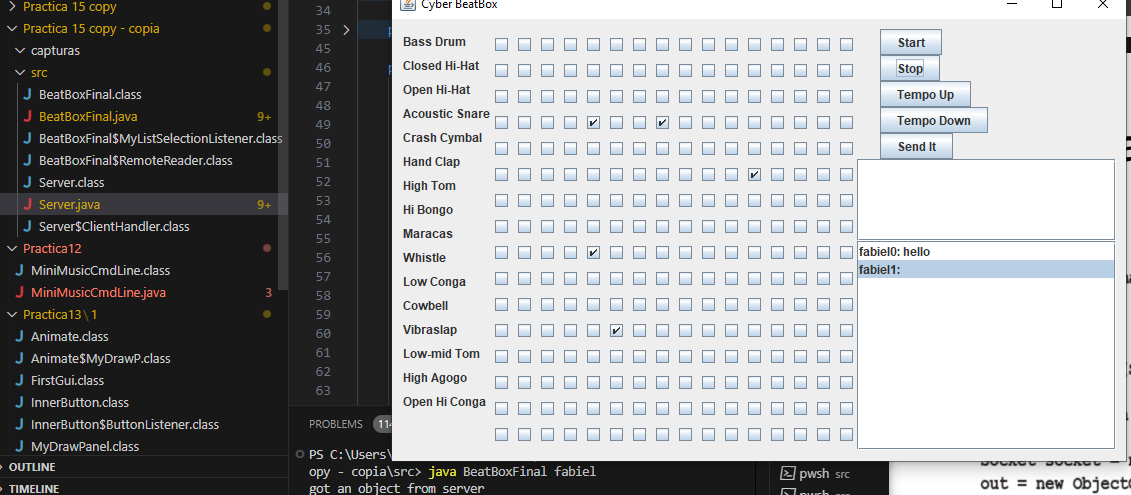 Practica 15 copy
Practica 15 copy - copia
capturas
src
BeatBoxFinal.class
BeatBoxFinal.java 9+
BeatBoxFinal$MyListSelectionListener.class
BeatBoxFinal$RemoteReader.class
Server.class
Server.java 9+
Server$ClientHandler.class
Practica12
MiniMusicCmdLine.class
MiniMusicCmdLine.java 3
Practica13\1
Animate.class
Animate$MyDrawP.class
FirstGui.class
InnerButton.class
InnerButton$ButtonListener.class
MyDrawPanel.class
OUTLINE
TIMELINE
34
35
45
46
47
48
49
50
51
52
53
54
55
56
57
58
59
60
61
62
63
Cyber BeatBox
Bass Drum
Closed Hi-Hat
Open Hi-Hat
Acoustic Snare
Crash Cymbal
Hand Clap
High Tom
Hi Bongo
Maracas
Whistle
Low Conga
Cowbell
Vibraslap
Low-mid Tom
High Agogo
Open Hi Conga
Start
Stop
Tempo Up
Tempo Down
Send It
fabiel0: hello
fabiel1:
PROBLEMS 114
PS C:\Users\
opy - copia\src> java BeatBoxFinal fabiel
got an object from server
pwsh src
pwsh src
Socket socket =
out = new Object